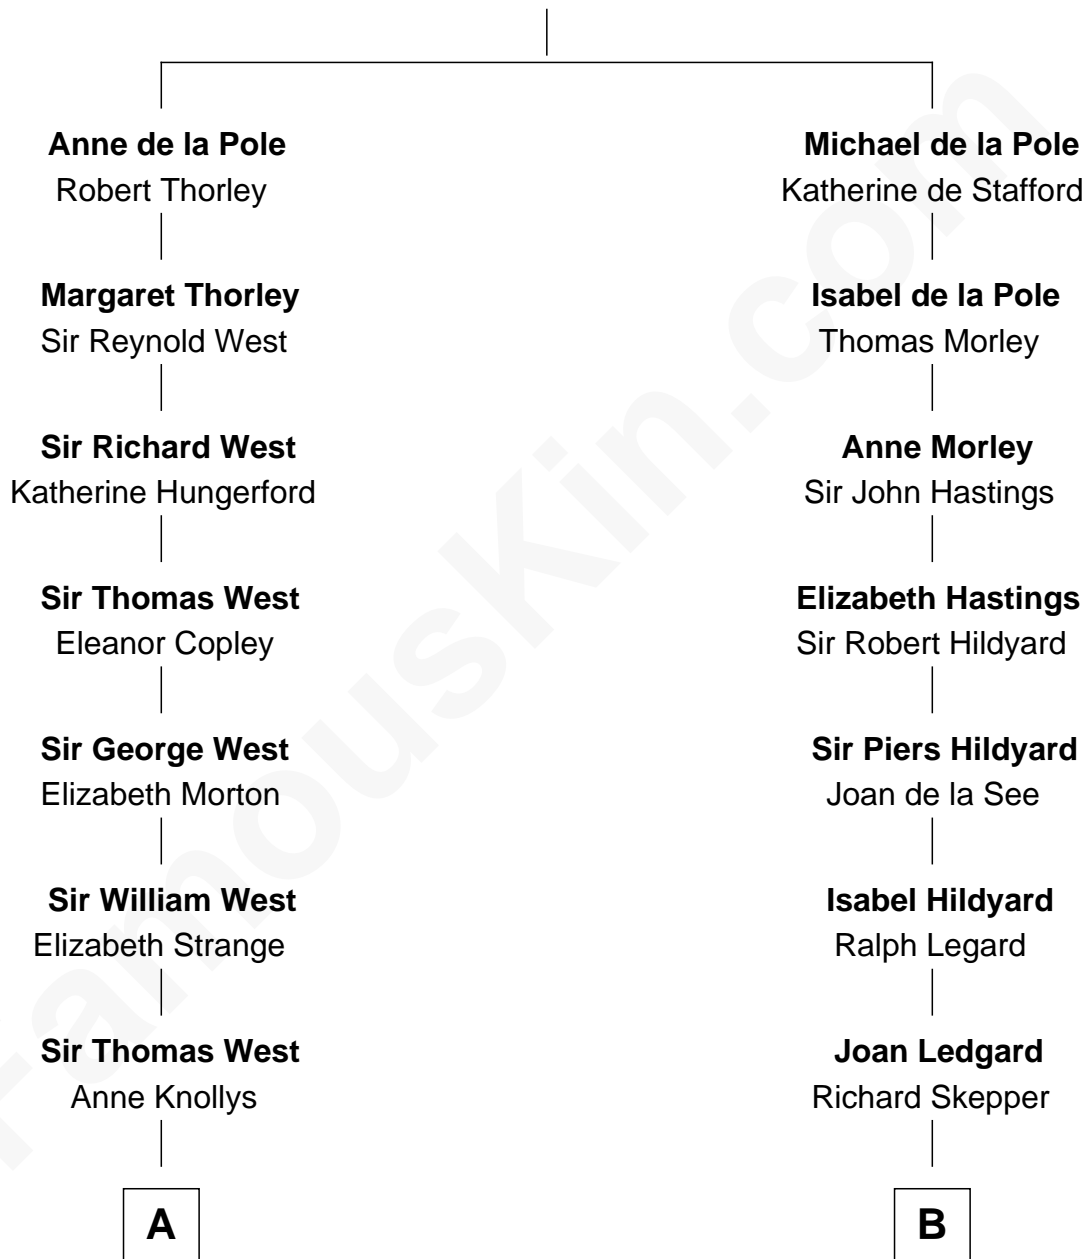 Anne de la Pole
Robert Thorley
Margaret Thorley
Sir Reynold West
Sir Richard West
Katherine Hungerford
Sir Thomas West
Eleanor Copley
Sir George West
Elizabeth Morton
Sir William West
Elizabeth Strange
Sir Thomas West
Anne Knollys
A
Michael de la Pole
Katherine de Stafford
Isabel de la Pole
Thomas Morley
Anne Morley
Sir John Hastings
Elizabeth Hastings
Sir Robert Hildyard
Sir Piers Hildyard
Joan de la See
Isabel Hildyard
Ralph Legard
Joan Ledgard
Richard Skepper
B
FamousKin.com